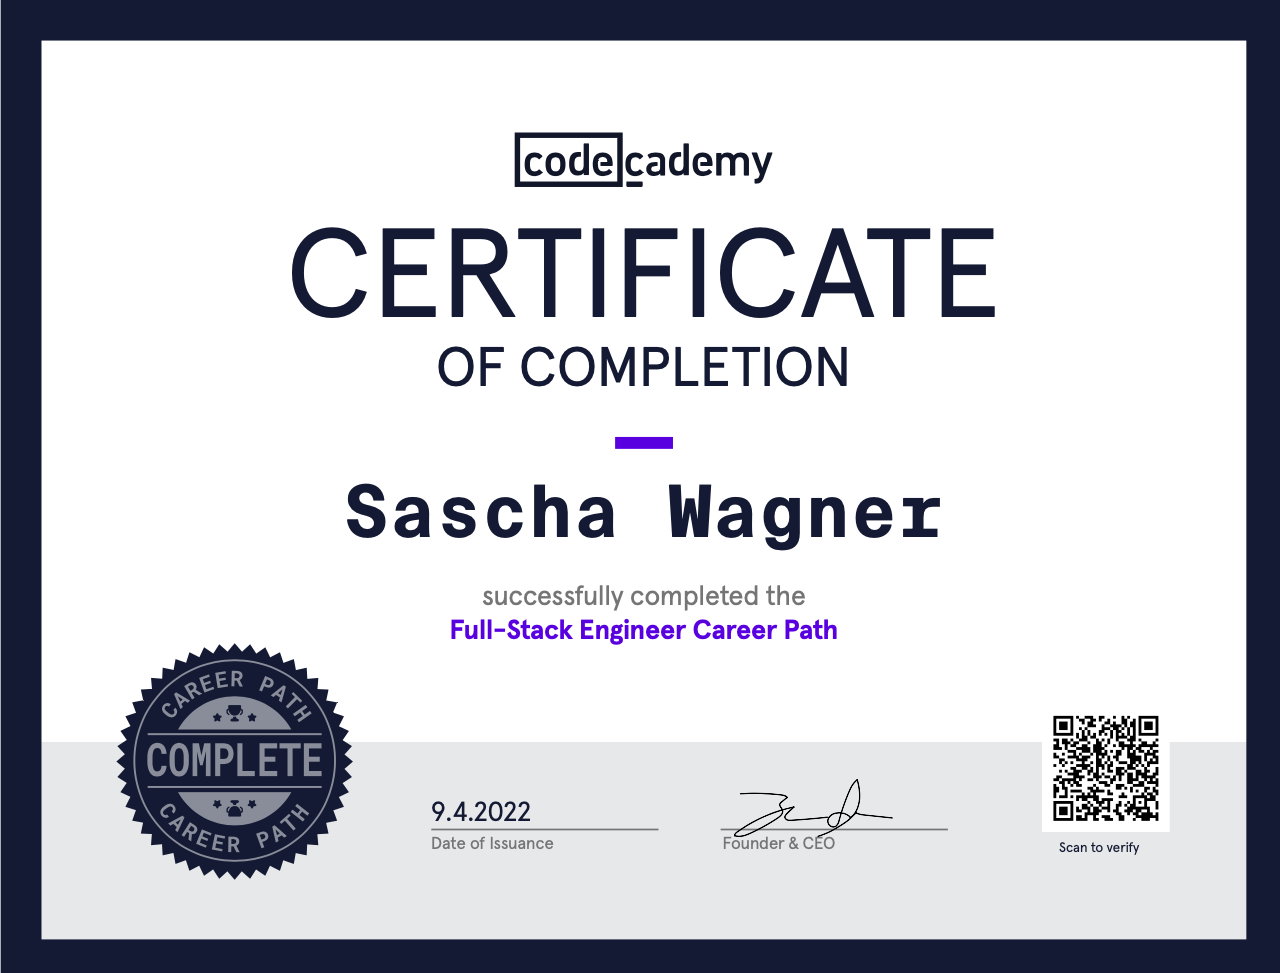 codecademy
CERTIFICATE
OF COMPLETION
Sascha Wagner
successfully completed the
Full-Stack Engineer Career Path
CAREER PATH
COMPLETE
CAREER PATH
9.4.2022
Date of Issuance
Founder & CEO
Scan to verify